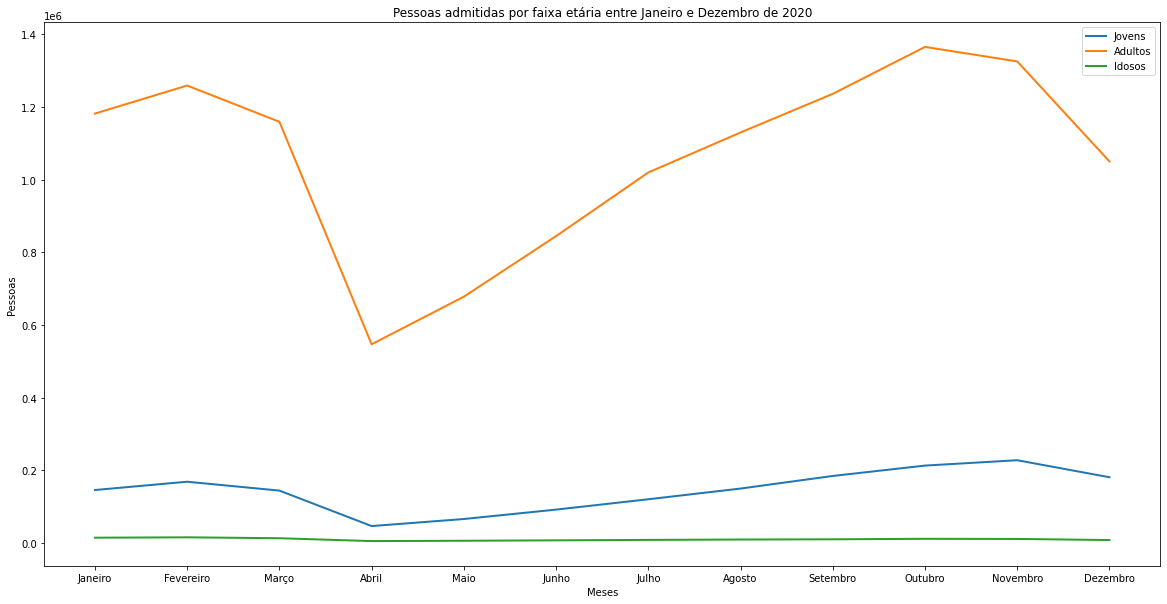 Pessoas admitidas por faixa etária entre Janeiro e Dezembro de 2020
1e6
Jovens
Adultos
Idosos
1.4
1.2
1.0
0.8
0.6
0.4
0.2
0.0
Pessoas
Janeiro Fevereiro Março Abril Maio Junho Julho Agosto Setembro Outubro Novembro Dezembro
Meses